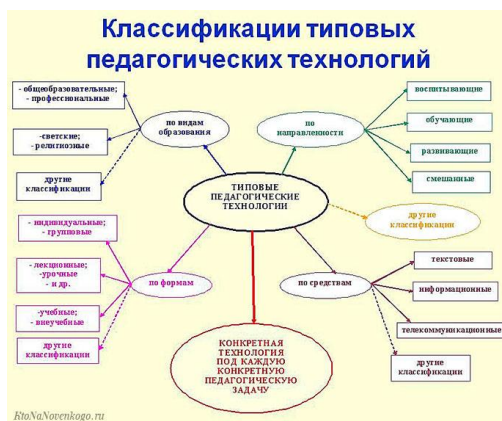 Классификации типовых
педагогических технологий
- общеобразовательные;
- профессиональные
-светские;
- религиозные
другие
классификации
по видам
образования
по
направленности
воспитывающие
обучающие
развивающие
смешанные
ТИПОВЫЕ
ПЕДАГОГИЧЕСКИЕ
ТЕХНОЛОГИИ
другие
классификации
- индивидуальные;
- групповые
- лекционные;
-урочные
- и др.
-учебные;
- внеучебные
другие
классификации
по формам
по средствам
текстовые
информационные
телекоммуникационные
другие
классификации
КОНКРЕТНАЯ
ТЕХНОЛОГИЯ
ПОД КАЖДУЮ
КОНКРЕТНУЮ
ПЕДАГОГИЧЕСКУЮ
ЗАДАЧУ
KtoNaNovenkogo.ru